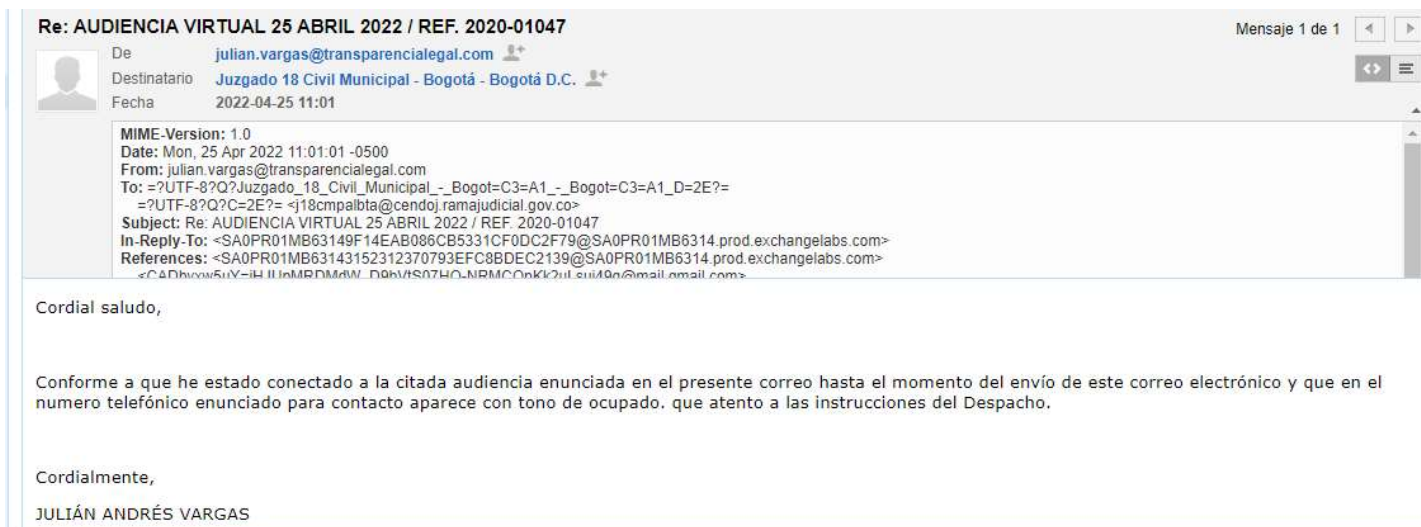 Re: AUDIENCIA VIRTUAL 25 ABRIL 2022 / REF. 2020-01047
Mensaje 1 de 1
De julian.vargas@transparencialegal.com
Destinatario Juzgado 18 Civil Municipal - Bogotá - Bogotá D.C.
Fecha 2022-04-25 11:01
MIME-Version: 1.0
Date: Mon, 25 Apr 2022 11:01:01 -0500
From: julian.vargas@transparencialegal.com
To: =?UTF-8?Q?Juzgado_18_Civil_Municipal_-_Bogot=C3=A1_-_Bogot=C3=A1_D=2E?=
=?UTF-8?Q?C=2E?= <j18cmpalbta@cendoj.ramajudicial.gov.co>
Subject: Re: AUDIENCIA VIRTUAL 25 ABRIL 2022 / REF. 2020-01047
In-Reply-To: <SA0PR01MB63149F14EAB086CB5331CF0DC2F79@SA0PR01MB6314.prod.exchangelabs.com>
References: <SA0PR01MB63143152312370793EFC8BDEC2139@SA0PR01MB6314.prod.exchangelabs.com>
Cordial saludo,
Conforme a que he estado conectado a la citada audiencia enunciada en el presente correo hasta el momento del envío de este correo electrónico y que en el
numero telefónico enunciado para contacto aparece con tono de ocupado. que atento a las instrucciones del Despacho.
Cordialmente,
JULIÁN ANDRÉS VARGAS